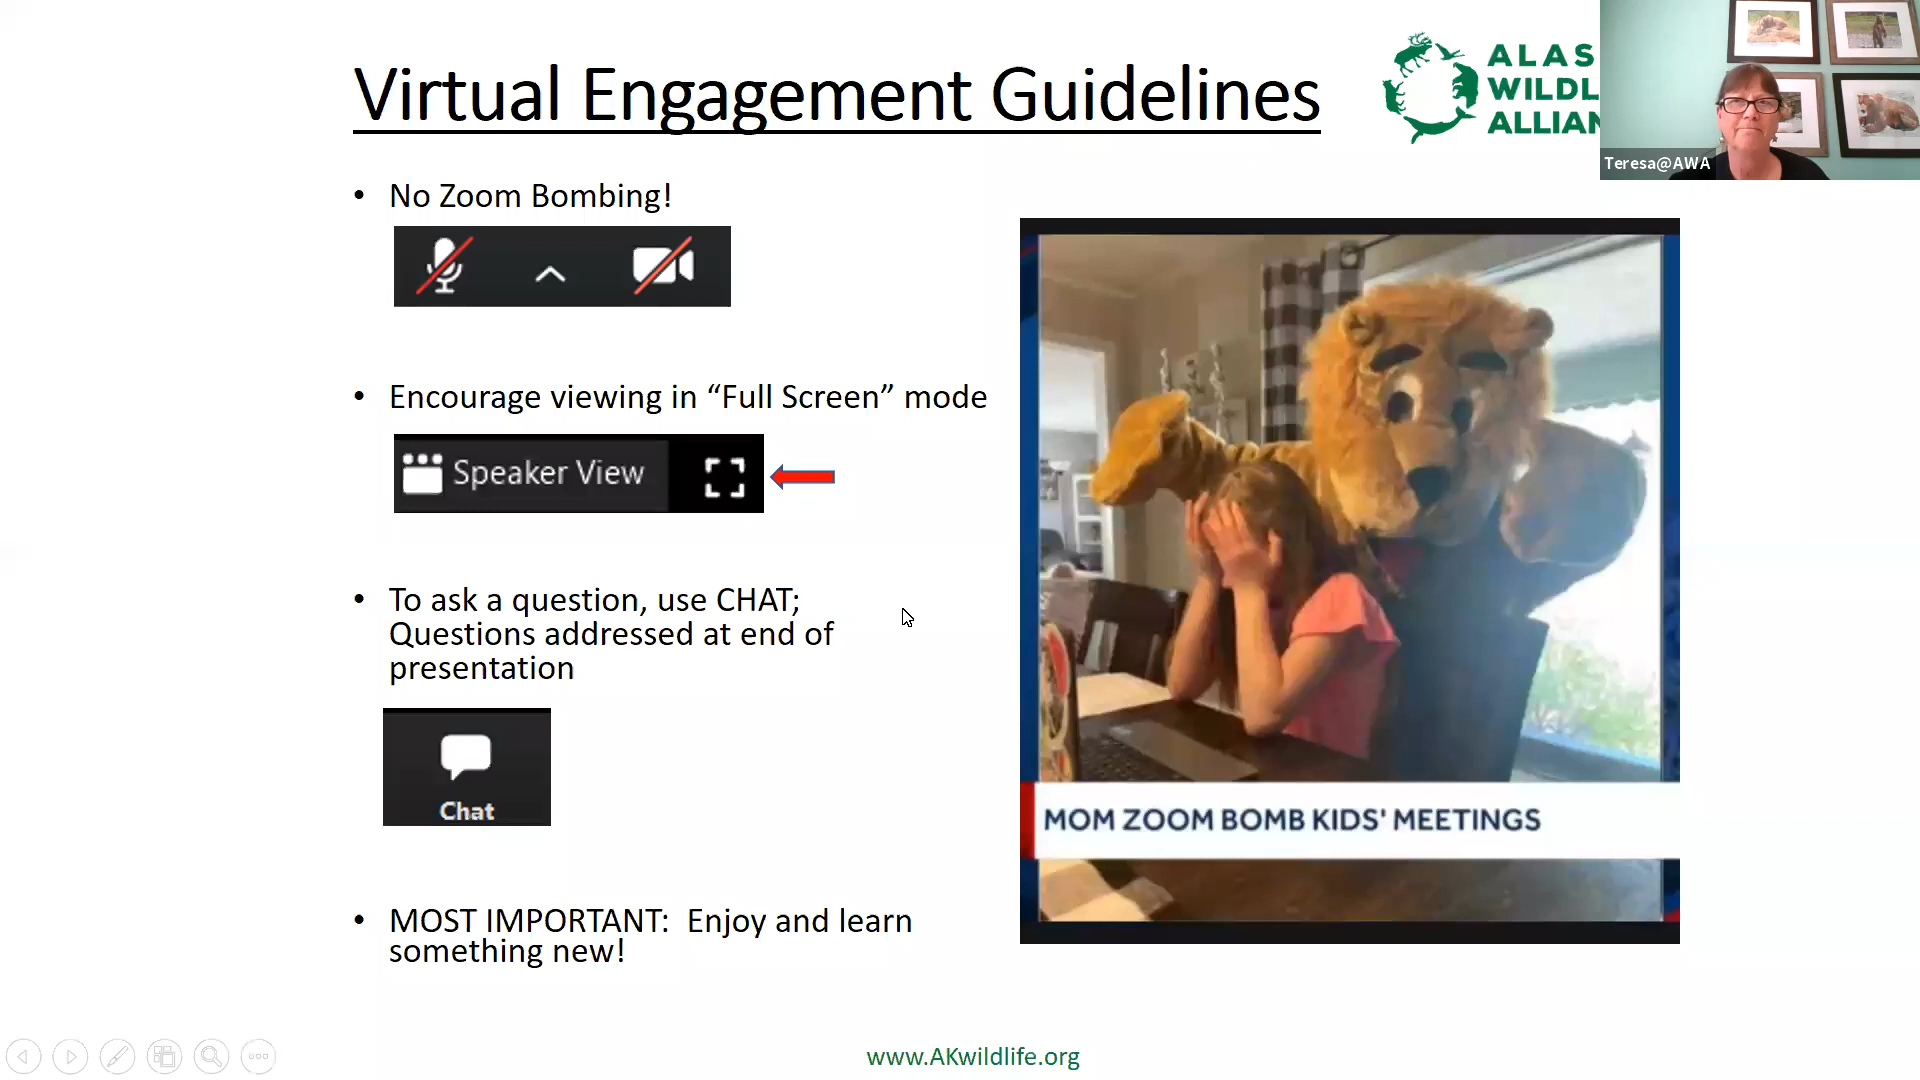 Virtual Engagement Guidelines
ALAS
WILDL
ALLIAN
Teresa@AWA
• No Zoom Bombing!
• Encourage viewing in “Full Screen” mode
Speaker View
• To ask a question, use CHAT;
Questions addressed at end of
presentation
Chat
• MOST IMPORTANT:  Enjoy and learn
something new!
MOM ZOOM BOMB KIDS' MEETINGS
www.AKwildlife.org